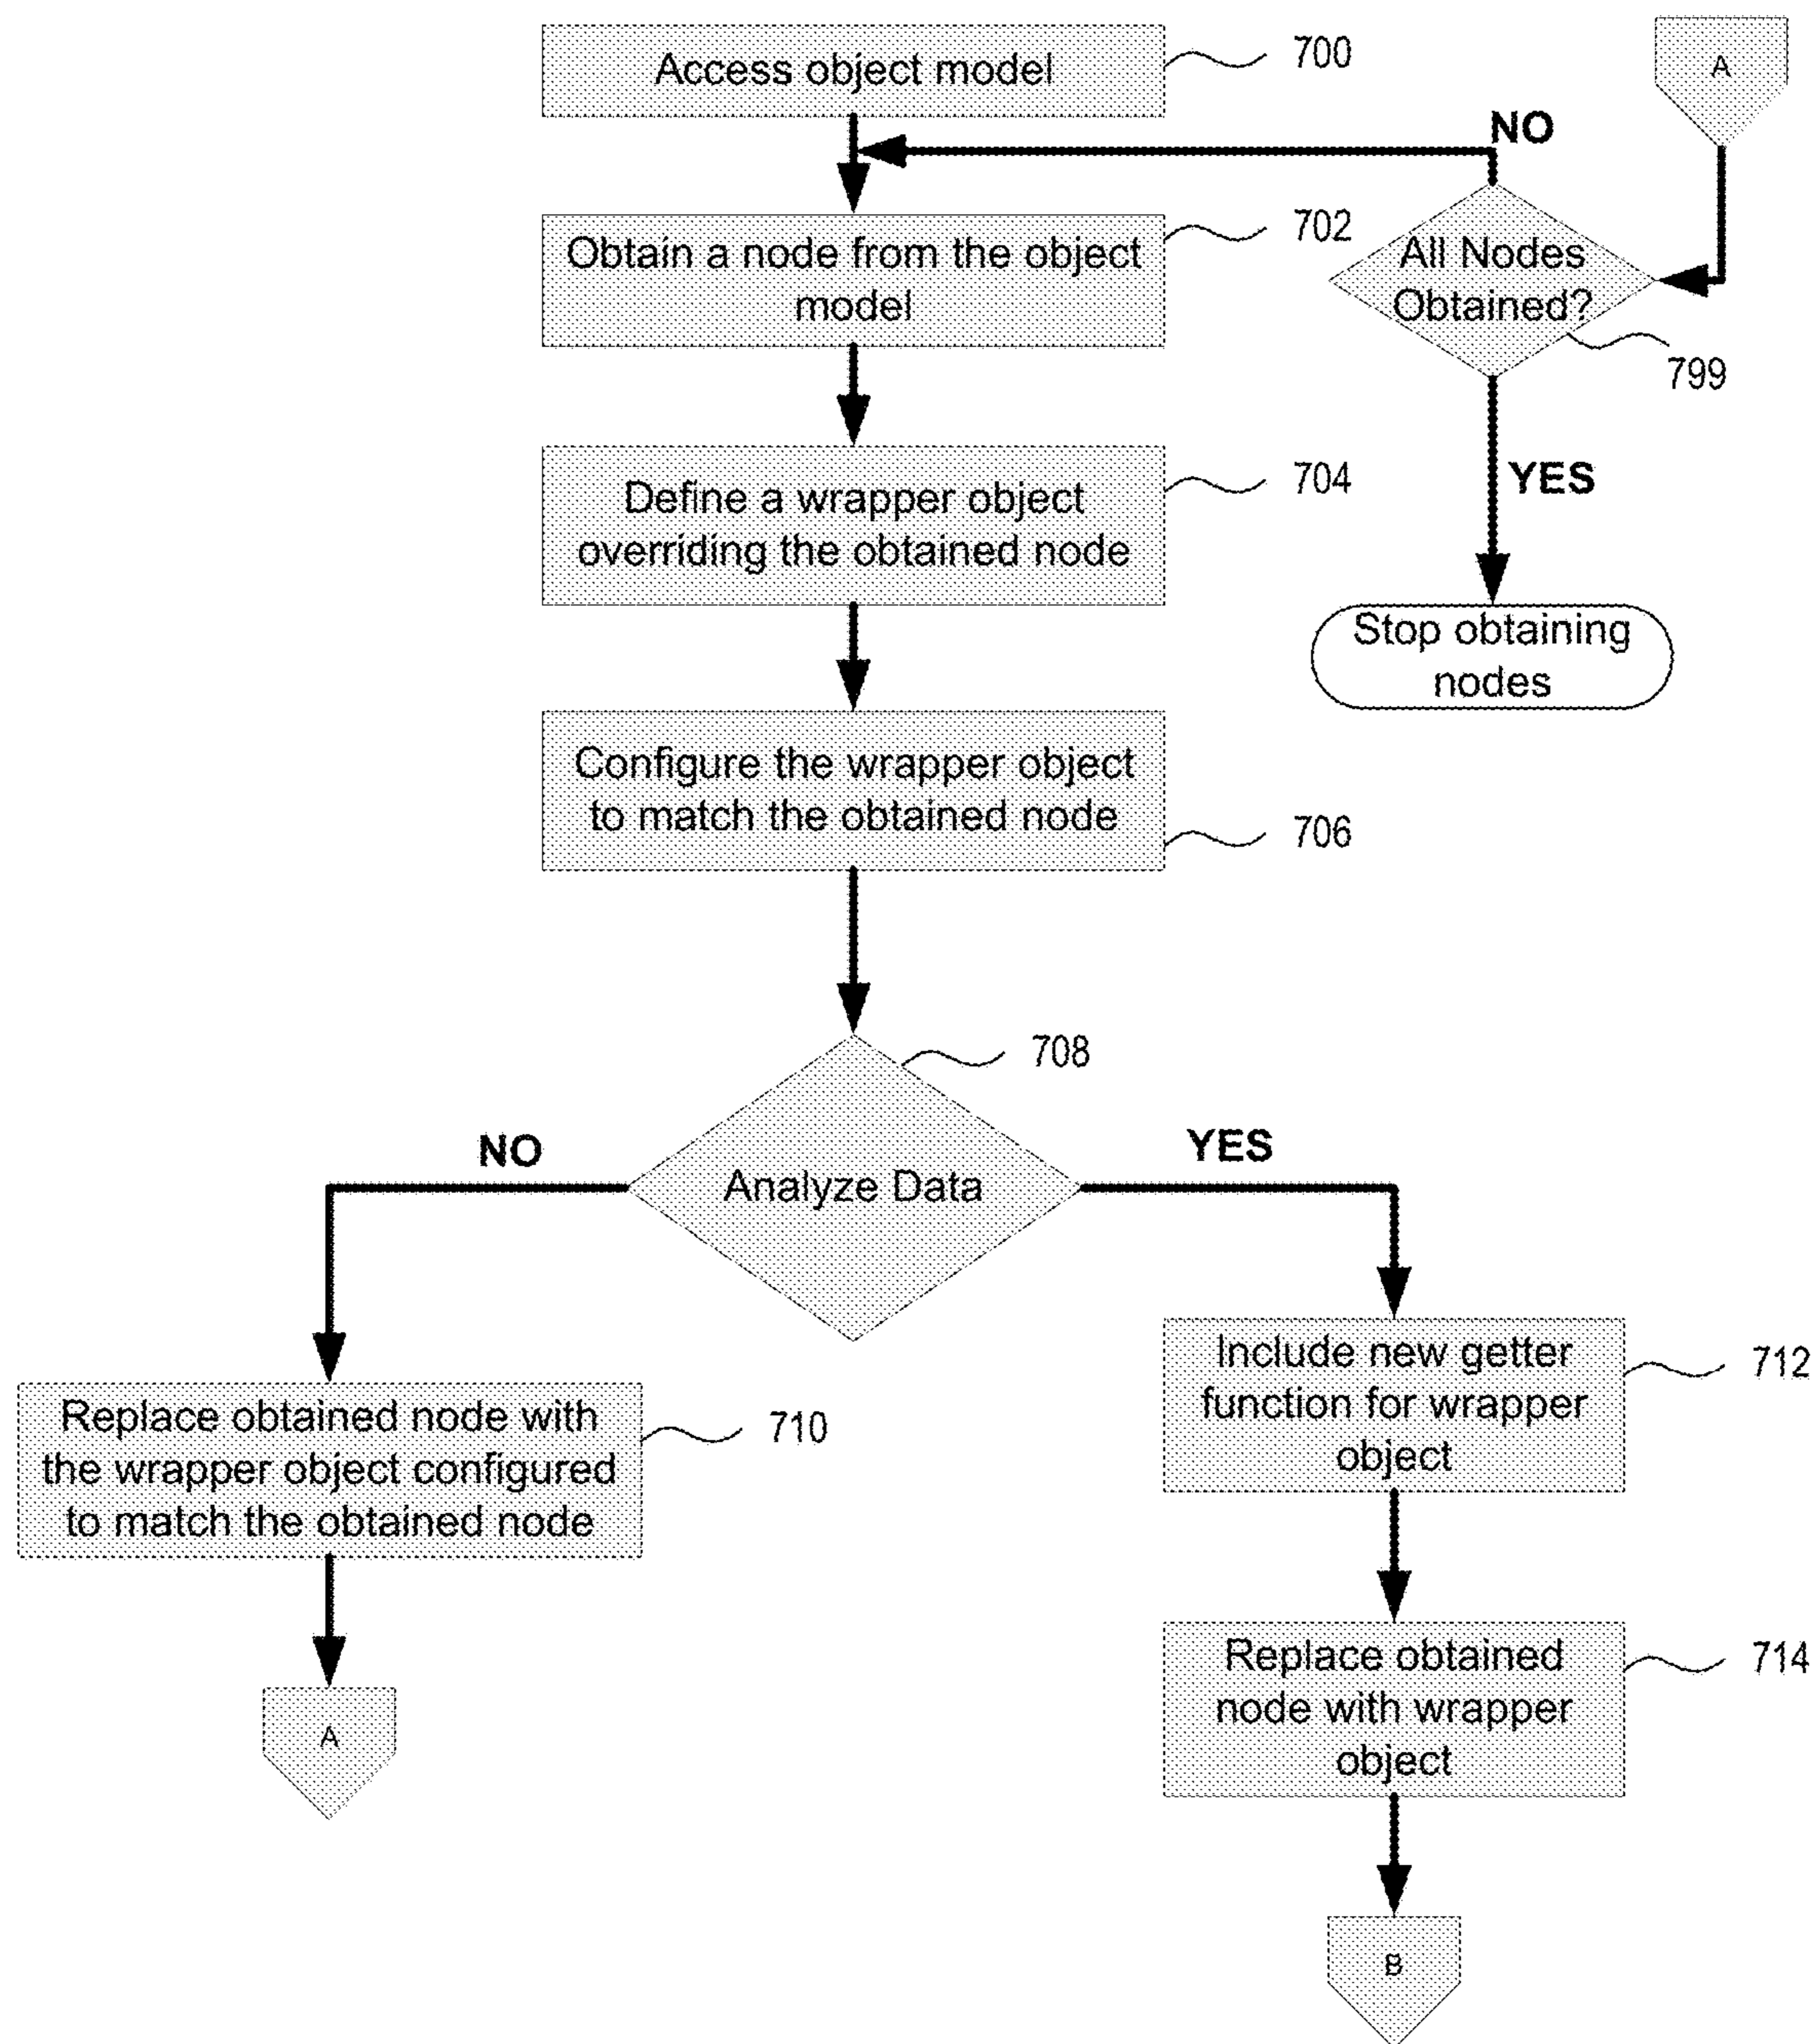 Access object model
700
A
NO
Obtain a node from the object
model
702
All Nodes
Obtained?
799
YES
Define a wrapper object
overriding the obtained node
704
Stop obtaining
nodes
Configure the wrapper object
to match the obtained node
706
708
NO
Analyze Data
YES
Include new getter
function for wrapper
object
712
Replace obtained node with
the wrapper object configured
to match the obtained node
710
Replace obtained
node with wrapper
object
714
A
B